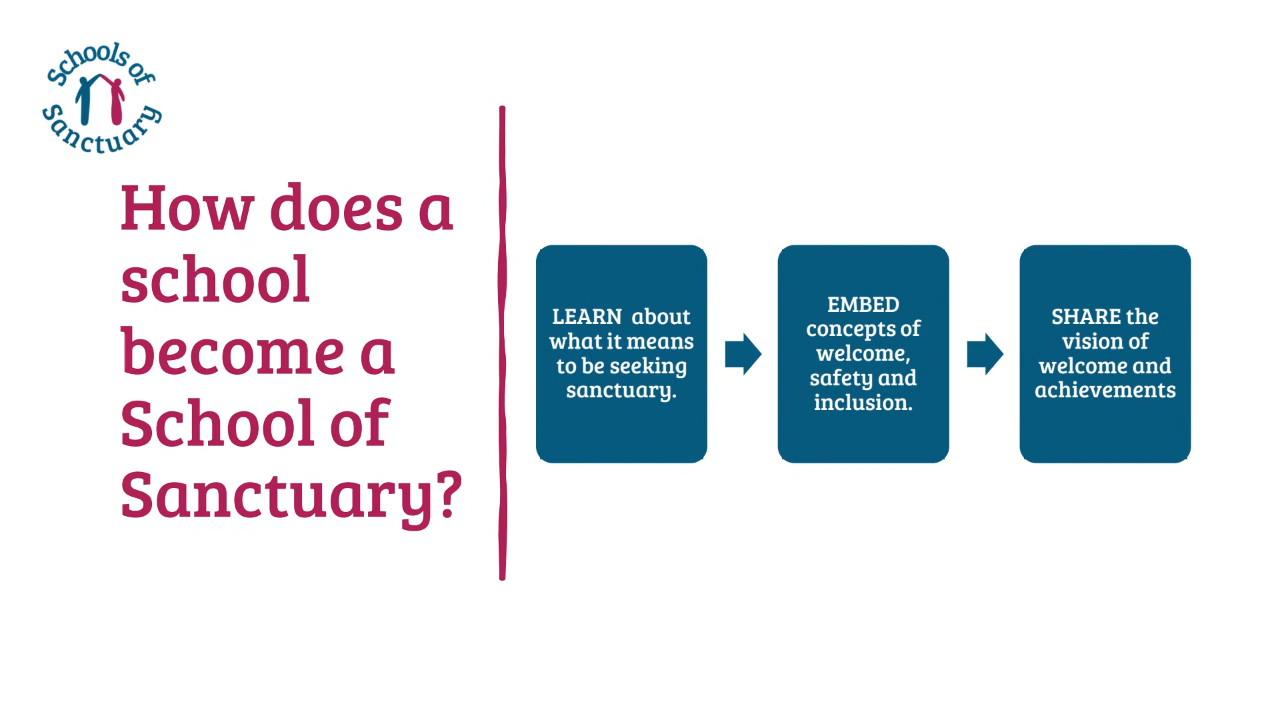 Schools of
Sanctuary
How does a
school
become a
School of
Sanctuary?
LEARN  about
what it means
to be seeking
sanctuary.
EMBED
concepts of
welcome,
safety and
inclusion.
SHARE the
vision of
welcome and
achievements